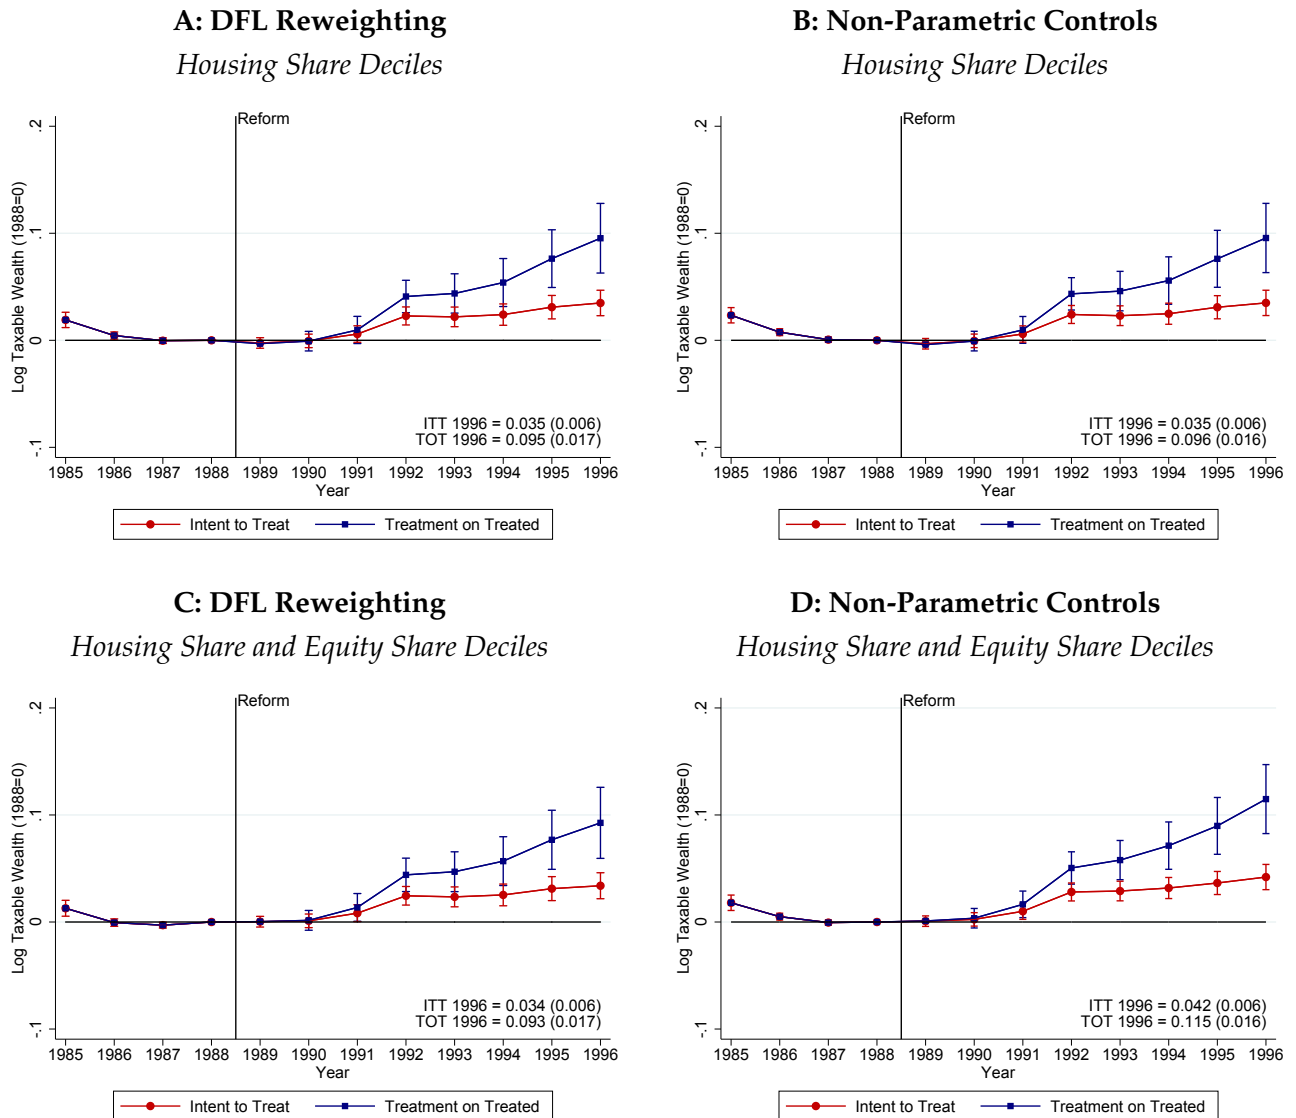 A: DFL Reweighting
Housing Share Deciles
Reform
Log Taxable Wealth (1988=0)
.2
.1
0
-.1
ITT 1996 = 0.035 (0.006)
TOT 1996 = 0.095 (0.017)
1985 1986 1987 1988 1989 1990 1991 1992 1993 1994 1995 1996
Year
Intent to Treat Treatment on Treated
B: Non-Parametric Controls
Housing Share Deciles
Reform
Log Taxable Wealth (1988=0)
.2
.1
0
-.1
ITT 1996 = 0.035 (0.006)
TOT 1996 = 0.096 (0.016)
1985 1986 1987 1988 1989 1990 1991 1992 1993 1994 1995 1996
Year
Intent to Treat Treatment on Treated
C: DFL Reweighting
Housing Share and Equity Share Deciles
Reform
Log Taxable Wealth (1988=0)
.2
.1
0
-.1
ITT 1996 = 0.034 (0.006)
TOT 1996 = 0.093 (0.017)
1985 1986 1987 1988 1989 1990 1991 1992 1993 1994 1995 1996
Year
Intent to Treat Treatment on Treated
D: Non-Parametric Controls
Housing Share and Equity Share Deciles
Reform
Log Taxable Wealth (1988=0)
.2
.1
0
-.1
ITT 1996 = 0.042 (0.006)
TOT 1996 = 0.115 (0.016)
1985 1986 1987 1988 1989 1990 1991 1992 1993 1994 1995 1996
Year
Intent to Treat Treatment on Treated